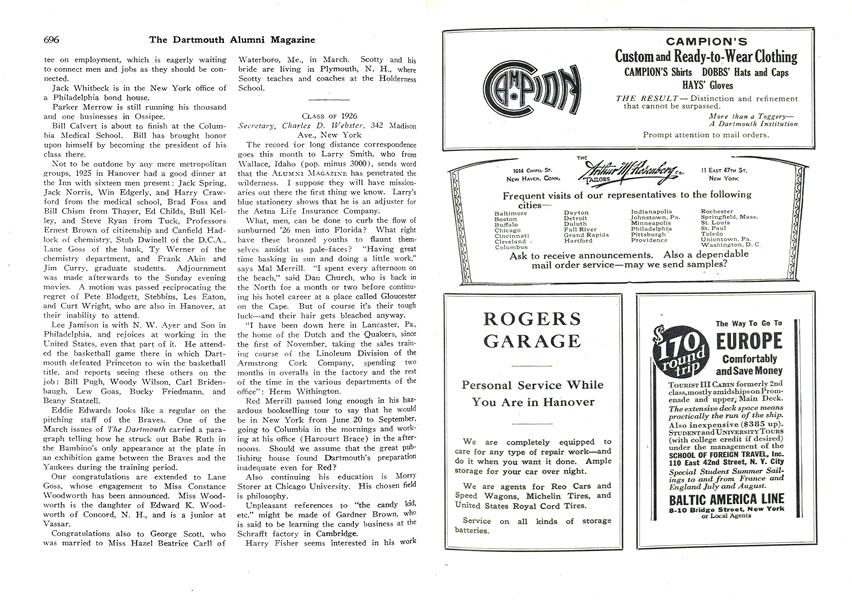 696 The Dartmouth Alumni Magazine
tee on employment, which is eagerly waiting
to connect men and jobs as they should be con-
nected.
Jack Whitbeck is in the New York office of
a Philadelphia bond house.
Parker Merrow is still running his thousand
and one businesses in Ossipee.
Bill Calvert is about to finish at the Colum-
bia Medical School. Bill has brought honor
upon himself by becoming the president of his
class there.
Not to be outdone by any mere metropolitan
groups, 1925 in Hanover had a good dinner at
the Inn with sixteen men present: Jack Spring,
Jack Norris, Win Edgerly, and Harry Craw-
ford from the medical school, Brad Foss and
Bill Chism from Thayer, Ed Childs, Bull Kel-
ley, and Steve Ryan from Tuck, Professors
Ernest Brown of citizenship and Canfield Had-
lock of chemistry, Stub Dwinell of the D.C.A.,
Lane Goss of the bank, Ty Werner of the
chemistry department, and Frank Akin and
Jim Curry, graduate students. Adjournment
was made afterwards to the Sunday evening
movies. A motion was passed reciprocating the
regret of Pete Blodgett, Stebbins, Les Eaton,
and Curt Wright, who are also in Hanover, at
their inability to attend.
Lee Jamison is with N. W. Ayer and Son in
Philadelphia, and rejoices at working in the
United States, even that part of it. He attend-
ed the basketball game there in which Dart-
mouth defeated Princeton to win the basketball
title, and reports seeing these others on the
job: Bill Pugh, Woody Wilson, Carl Briden-
baugh, Lew Goas, Bucky Friedmann, and
Beany Statzell.
Eddie Edwards looks like a regular on the
pitching staff of the Braves. One of the
March issues of The Dartmouth carried a para-
graph telling how he struck out Babe Ruth in
the Bambino's only appearance at the plate in
an exhibition game between the Braves and the
Yankees during the training period.
Our congratulations are extended to Lane
Goss, whose engagement to Miss Constance
Woodworth has been announced. Miss Wood-
worth is the daughter of Edward K. Wood-
worth of Concord, N. H., and is a junior at
Vassar.
Congratulations also to George Scott, who
was married to Miss Hazel Beatrice Carll of
Waterboro, Me., in March. Scotty and his
bride are living in Plymouth, N. H., where
Scotty teaches and coaches at the Holderness
School.
CLASS OF 1926
Secretary, Charles D. Webster, 342 Madison
Ave., New York
The record for long distance correspondence
goes this month to Larry Smith, who from
Wallace, Idaho (pop. minus 3000), sends word
that the ALUMNI MAGAZINE has penetrated the
wilderness. I suppose they will have mission-
aries out there the first thing we know. Larry's
blue stationery shows that he is an adjuster for
the Aetna Life Insurance Company.
What, men, can be done to curb the flow of
sunburned '26 men into Florida? What right
have these bronzed youths to flaunt them-
selves amidst us pale-faces? "Having great
time basking in sun and doing a little work,"
says Mal Merrill. "I spent every afternoon on
the beach," said Dan Church, who is back in
the North for a month or two before continu-
ing his hotel career at a place called Gloucester
on the Cape. But of course it's their tough
luck—and their hair gets bleached anyway.
"I have been down here in Lancaster, Pa.,
the home of the Dutch and the Quakers, since
the first of November, taking the sales train-
ing course of the Linoleum Division of the
Armstrong Cork Company, spending two
months in overalls in the factory and the rest
of the time in the various departments of the
office": Herm Withington.
Red Merrill paused long enough in his haz-
ardous bookselling tour to say that he would
be in New York from June 20 to September,
going to Columbia in the mornings and work-
ing at his office (Harcourt Brace) in the after-
noons. Should we assume that the great pub-
lishing house found Dartmouth's preparation
inadequate even for Red?
Also continuing his education is Morry
Storer at Chicago University. His chosen field
is philosophy.
Unpleasant references to "the candy kid,
etc." might be made of Gardner Brown, who
is said to be learning the candy business at the
Schrafft factory in Cambridge.
Harry Fisher seems interested in his work
CAMPION
CAMPION'S
Custom and Ready-to-Wear Clothing
CAMPION'S Shirts DOBBS' Hats and Caps
HAYS' Gloves
THE RESULT—Distinction and refinement
that cannot be surpassed.
More than a Toggery—
A Dartmouth Institution
Prompt attention to mail orders.
1014 CHAPEL ST.
NEW HAVEN, CONN.
THE
Arthur M. Rosenberg Co.
TAILORS
11 EAST 47TH ST.
NEW YORK
Frequent visits of our representatives to the following
cities—
Baltimore
Boston
Buffalo
Chicago
Cincinnati
Cleveland
Columbus
Dayton
Detroit
Duluth
Fall River
Grand Rapids
Hartford
Indianapolis
Johnstown, Pa.
Minneapolis
Philadelphia
Pittsburgh
Providence
Rochester
Springfield, Mass.
St. Louis
St. Paul
Toledo
Uniontown, Pa.
Washington, D. C.
Ask to receive announcements. Also a dependable
mail order service—may we send samples?
ROGERS
GARAGE
Personal Service While
You Are in Hanover
We are completely equipped to
care for any type of repair work—and
do it when you want it done. Ample
storage for your car over night.
We are agents for Reo Cars and
Speed Wagons, Michelin Tires, and
United States Royal Cord Tires.
Service on all kinds of storage
batteries.
$170
round
trip
The Way To Go To
EUROPE
Comfortably
and Save Money
TOURIST III CABIN formerly 2nd
class, mostly amidships on Prom-
enade and upper, Main Deck.
The extensive deck space means
practically the run of the ship.
Also inexpensive ($385 up).
STUDENT and UNIVERSITY TOURS
(with college credit if desired)
under the management of the
SCHOOL OF FOREIGN TRAVEL, Inc.
110 East 42nd Street, N. Y. City
Special Student Summer Sail-
ings to and from France and
England July and August.
BALTIC AMERICA LINE
8-10 Bridge Street, New York
or Local Agents